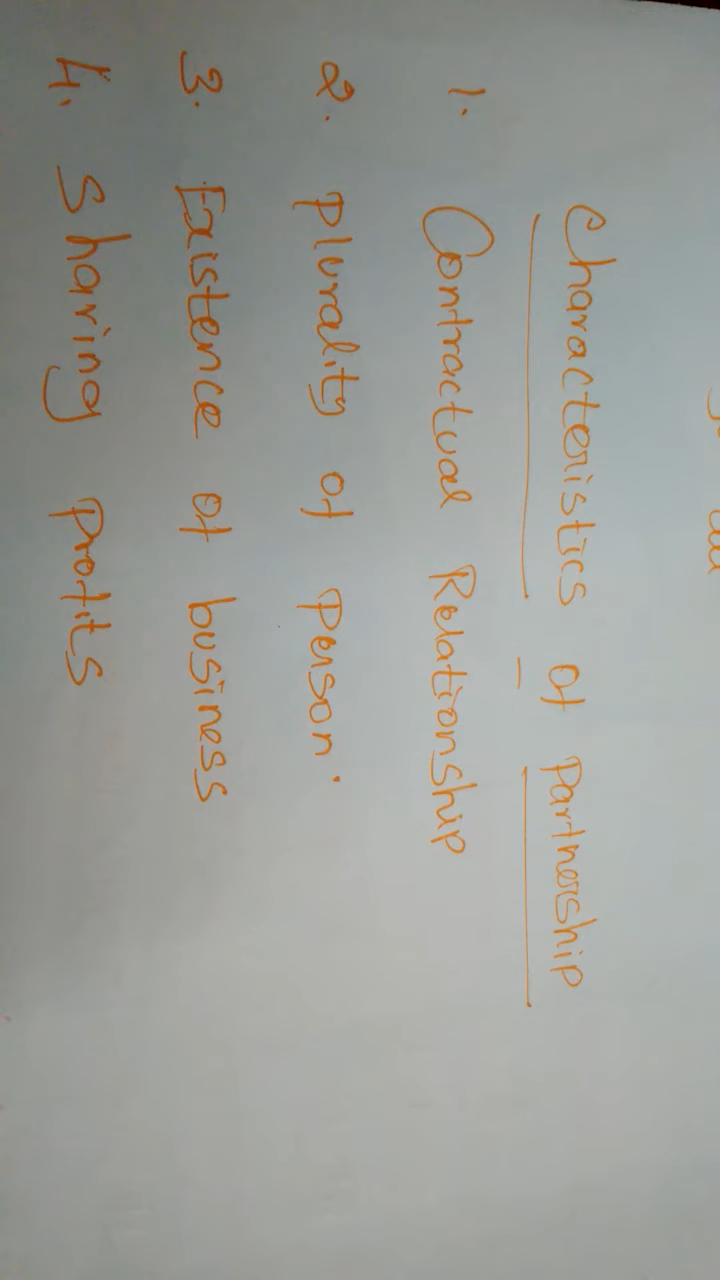 Characteristics of Partnership
1. Contractual Relationship
2. Plurality of Person.
3. Existence of business
4. Sharing Profits